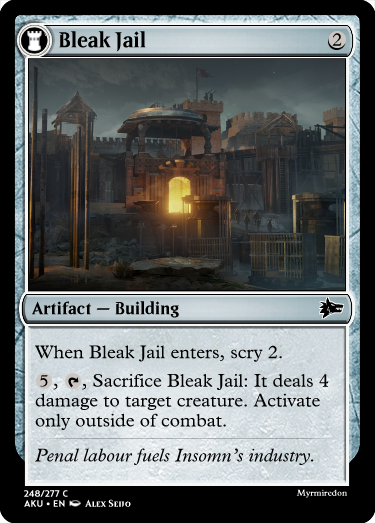 Bleak Jail 2
Artifact — Building
When Bleak Jail enters, scry 2.
5, , Sacrifice Bleak Jail: It deals 4
damage to target creature. Activate
only outside of combat.
Penal labour fuels Insomn's industry.
248/277 C Myrmiredon
AKU • EN Alex Seijo